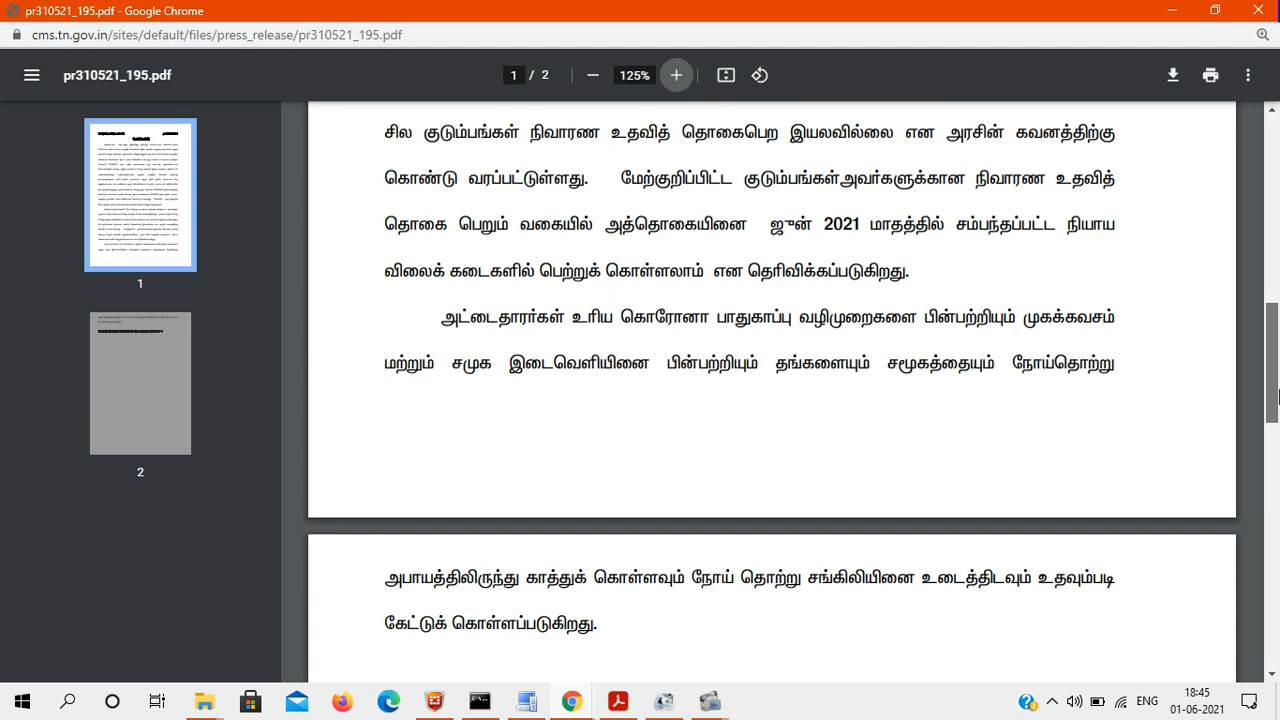 pr310521_195.pdf - Google Chrome
cms.tn.gov.in/sites/default/files/press_release/pr310521_195.pdf
pr310521_195.pdf
1 / 2
125%
1
2
சில குடும்பங்கள் நிவாரண உதவித் தொகைபெற இயலவில்லை என அரசின் கவனத்திற்கு
கொண்டு வரப்பட்டுள்ளது. மேற்குறிப்பிட்ட குடும்பங்கள்அவர்களுக்கான நிவாரண உதவித்
தொகை பெறும் வகையில் அத்தொகையினை ஜுன் 2021 மாதத்தில் சம்பந்தப்பட்ட நியாய
விலைக் கடைகளில் பெற்றுக் கொள்ளலாம் என தெரிவிக்கப்படுகிறது.
அட்டைதாரர்கள் உரிய கொரோனா பாதுகாப்பு வழிமுறைகளை பின்பற்றியும் முகக்கவசம்
மற்றும் சமுக இடைவெளியினை பின்பற்றியும் தங்களையும் சமூகத்தையும் நோய்தொற்று
அபாயத்திலிருந்து காத்துக் கொள்ளவும் நோய் தொற்று சங்கிலியினை உடைத்திடவும் உதவும்படி
கேட்டுக் கொள்ளப்படுகிறது.
ENG
18:45
01-06-2021